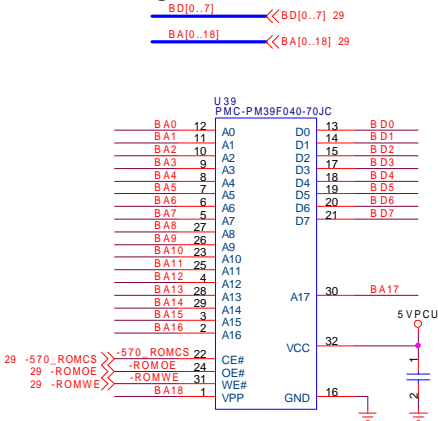 BD[0..7] BD[0..7] 29
BA[0..18] BA[0..18] 29
U39
PMC-PM39F040-70JC
BA0 12 A0 D0 13 BD0
BA1 11 A1 D1 14 BD1
BA2 10 A2 D2 15 BD2
BA3 9 A3 D3 17 BD3
BA4 8 A4 D4 18 BD4
BA5 7 A5 D5 19 BD5
BA6 6 A6 D6 20 BD6
BA7 5 A7 D7 21 BD7
BA8 27 A8
BA9 26 A9
BA10 23 A10
BA11 25 A11
BA12 4 A12
BA13 28 A13 A17 30 BA17
BA14 29 A14
BA15 3 A15
BA16 2 A16
5VPCU
VCC 32
1
29 -570_ROMCS -570_ROMCS 22 CE#
29 -ROMOE -ROMOE 24 OE#
29 -ROMWE -ROMWE 31 WE#
BA18 1 VPP GND 16
2